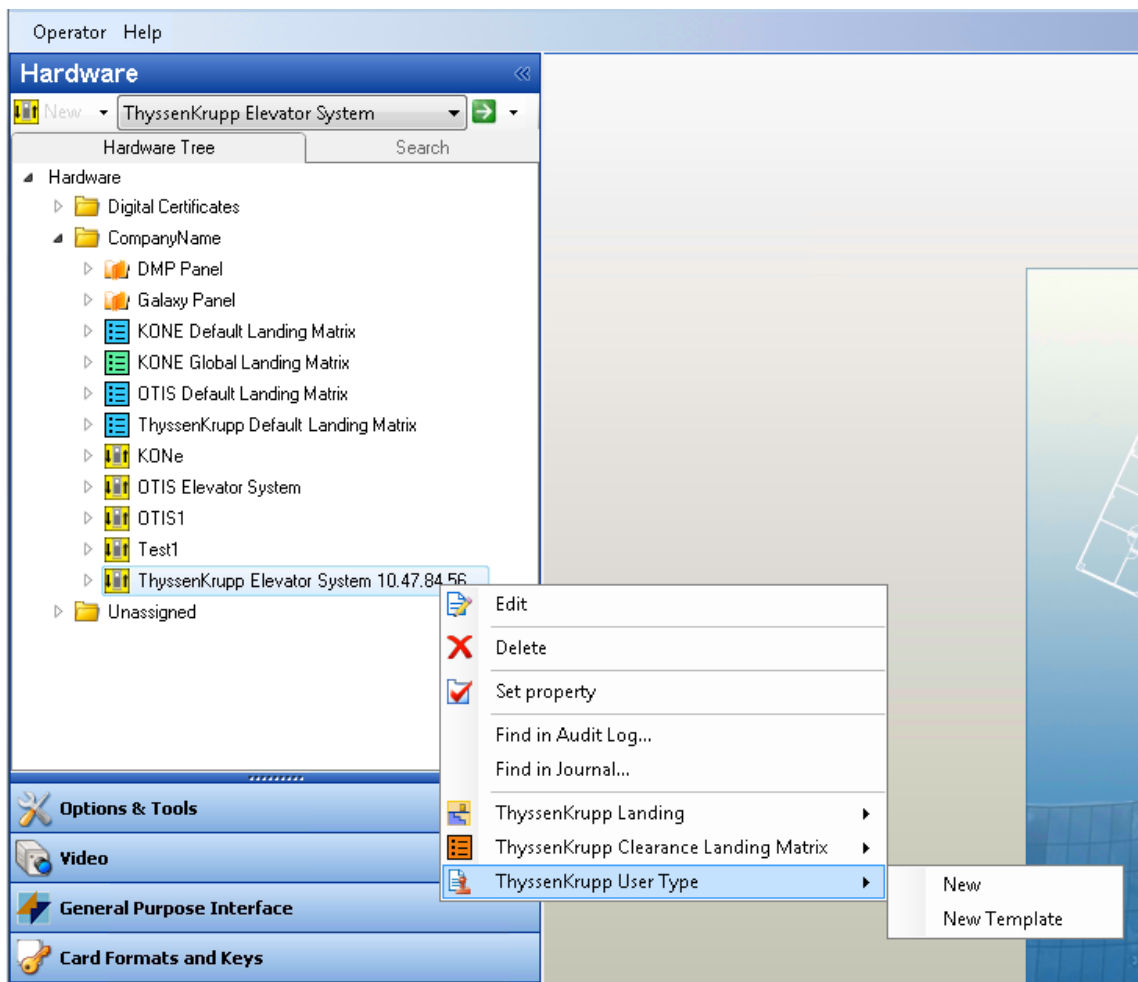 Operator Help
Hardware
New ThyssenKrupp Elevator System
Hardware Tree Search
Hardware
Digital Certificates
CompanyName
DMP Panel
Galaxy Panel
KONE Default Landing Matrix
KONE Global Landing Matrix
OTIS Default Landing Matrix
ThyssenKrupp Default Landing Matrix
KONe
OTIS Elevator System
OTIS1
Test1
ThyssenKrupp Elevator System 10.47.84.56
Unassigned
Edit
Delete
Set property
Find in Audit Log...
Find in Journal...
ThyssenKrupp Landing
ThyssenKrupp Clearance Landing Matrix
ThyssenKrupp User Type
New
New Template
Options & Tools
Video
General Purpose Interface
Card Formats and Keys